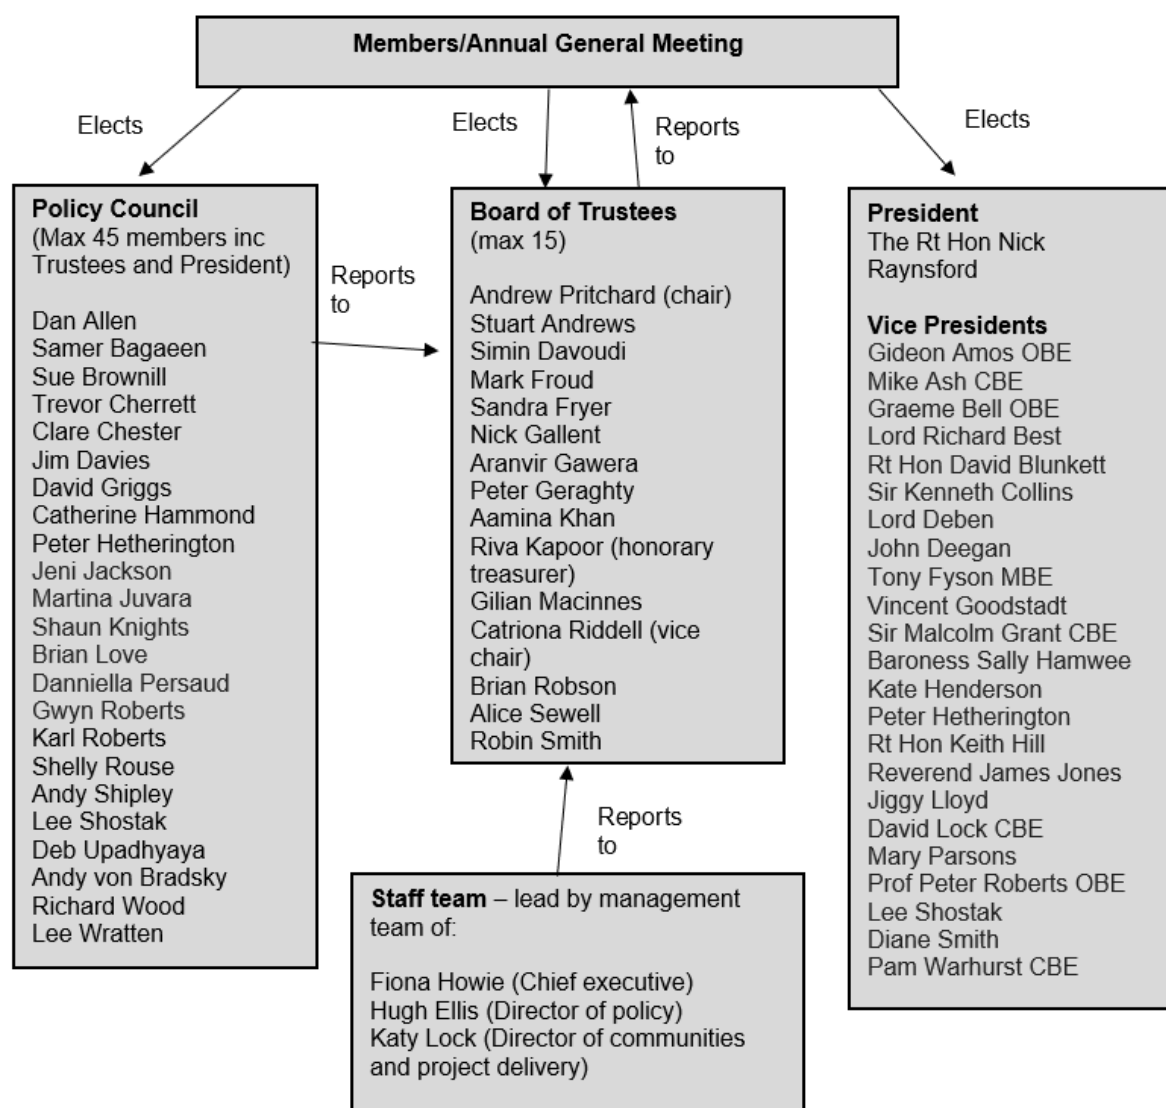 Members/Annual General Meeting
Elects
Elects
Reports
to
Elects
Policy Council
(Max 45 members inc
Trustees and President)
Dan Allen
Samer Bagaeen
Sue Brownill
Trevor Cherrett
Clare Chester
Jim Davies
David Griggs
Catherine Hammond
Peter Hetherington
Jeni Jackson
Martina Juvara
Shaun Knights
Brian Love
Danniella Persaud
Gwyn Roberts
Karl Roberts
Shelly Rouse
Andy Shipley
Lee Shostak
Deb Upadhyaya
Andy von Bradsky
Richard Wood
Lee Wratten
Reports
to
Board of Trustees
(max 15)
Andrew Pritchard (chair)
Stuart Andrews
Simin Davoudi
Mark Froud
Sandra Fryer
Nick Gallent
Aranvir Gawera
Peter Geraghty
Aamina Khan
Riva Kapoor (honorary
treasurer)
Gilian Macinnes
Catriona Riddell (vice
chair)
Brian Robson
Alice Sewell
Robin Smith
President
The Rt Hon Nick
Raynsford
Vice Presidents
Gideon Amos OBE
Mike Ash CBE
Graeme Bell OBE
Lord Richard Best
Rt Hon David Blunkett
Sir Kenneth Collins
Lord Deben
John Deegan
Tony Fyson MBE
Vincent Goodstadt
Sir Malcolm Grant CBE
Baroness Sally Hamwee
Kate Henderson
Peter Hetherington
Rt Hon Keith Hill
Reverend James Jones
Jiggy Lloyd
David Lock CBE
Mary Parsons
Prof Peter Roberts OBE
Lee Shostak
Diane Smith
Pam Warhurst CBE
Reports
to
Staff team – lead by management
team of:
Fiona Howie (Chief executive)
Hugh Ellis (Director of policy)
Katy Lock (Director of communities
and project delivery)